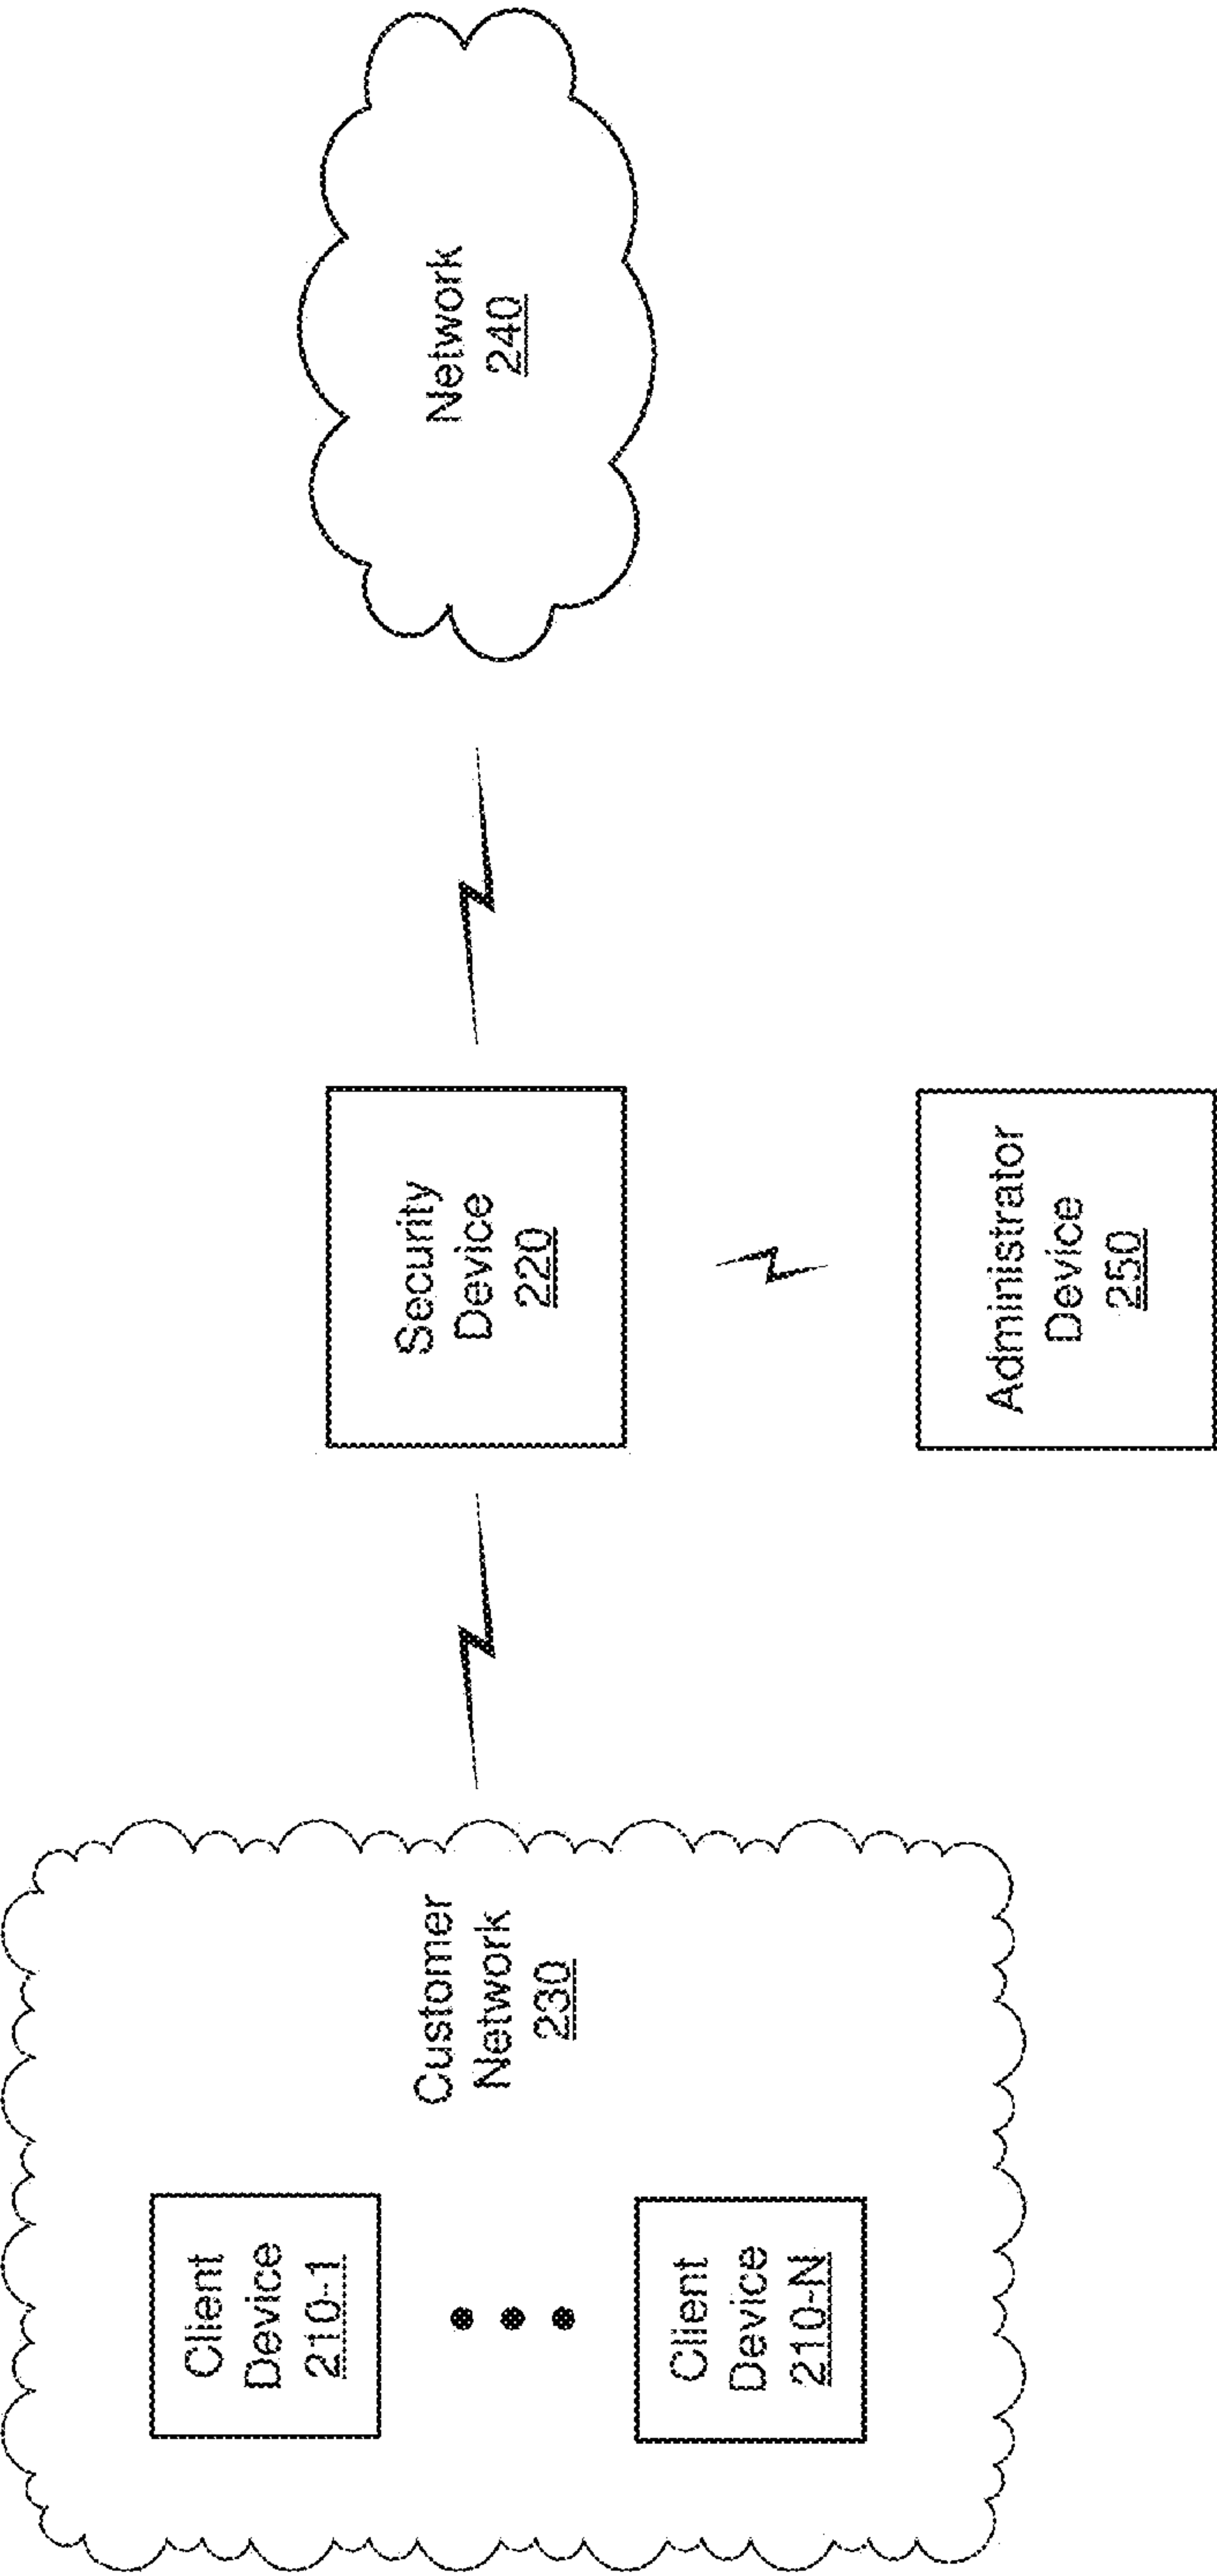 Client
Device
210-1
Client
Device
210-N
Customer
Network
230
Security
Device
220
Administrator
Device
250
Network
240